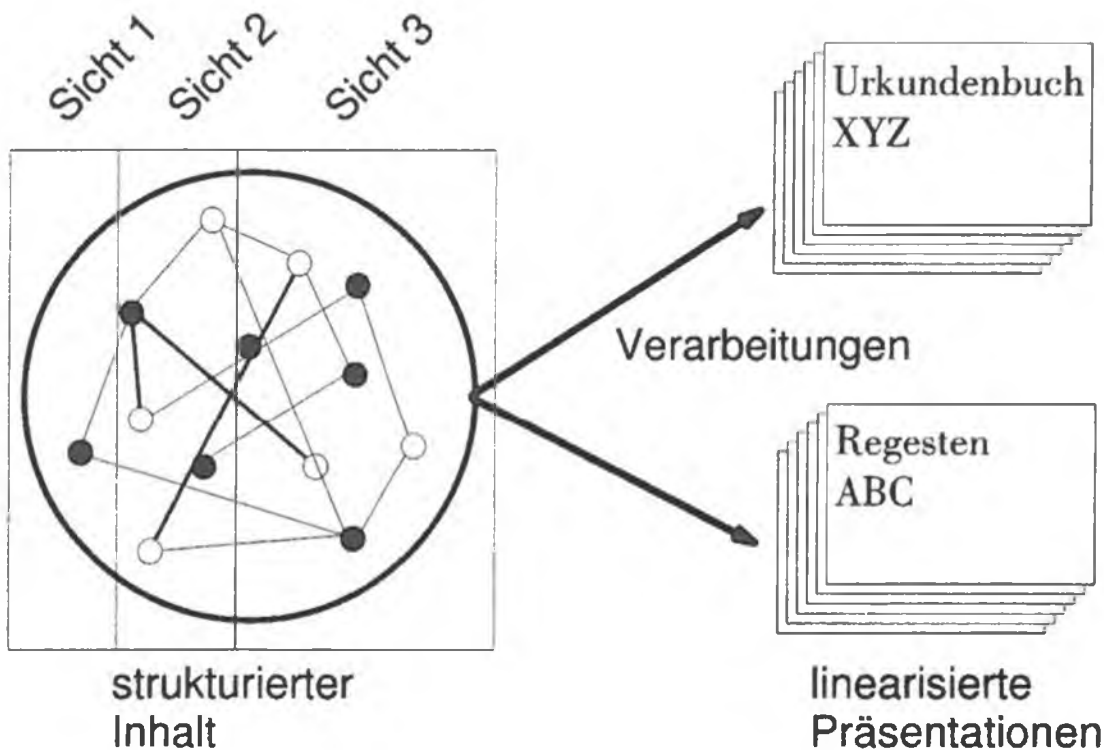 Sicht 1
Sicht 2
Sicht 3
Urkundenbuch
XYZ
Verarbeitungen
Regesten
ABC
strukturierter
Inhalt
linearisierte
Präsentationen